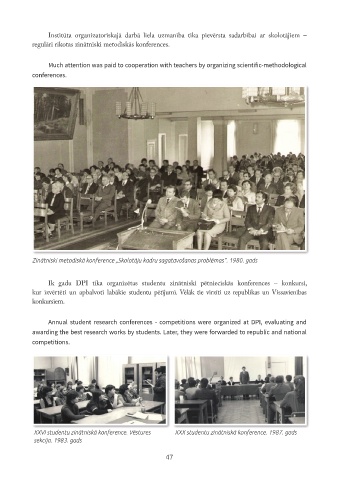 Institūta organizatoriskajā darbā liela uzmanība tika pievērsta sadarbībai ar skolotājiem –
regulāri rīkotas zinātniski metodiskās konferences.
Much attention was paid to cooperation with teachers by organizing scientific-methodological
conferences.
Zinātniski metodiskā konference „Skolotāju kadru sagatavošanas problēmas". 1980. gads
Ik gadu DPI tika organizētas studentu zinātniski pētnieciskās konferences – konkursi,
kur izvērtēti un apbalvoti labākie studentu pētījumi. Vēlāk tie virzīti uz republikas un Vissavienības
konkursiem.
Annual student research conferences - competitions were organized at DPI, evaluating and
awarding the best research works by students. Later, they were forwarded to republic and national
competitions.
XXVI studentu zinātniskā konference. Vēstures
sekcija. 1983. gads
XXX studentu zinātniskā konference. 1987. gads
47